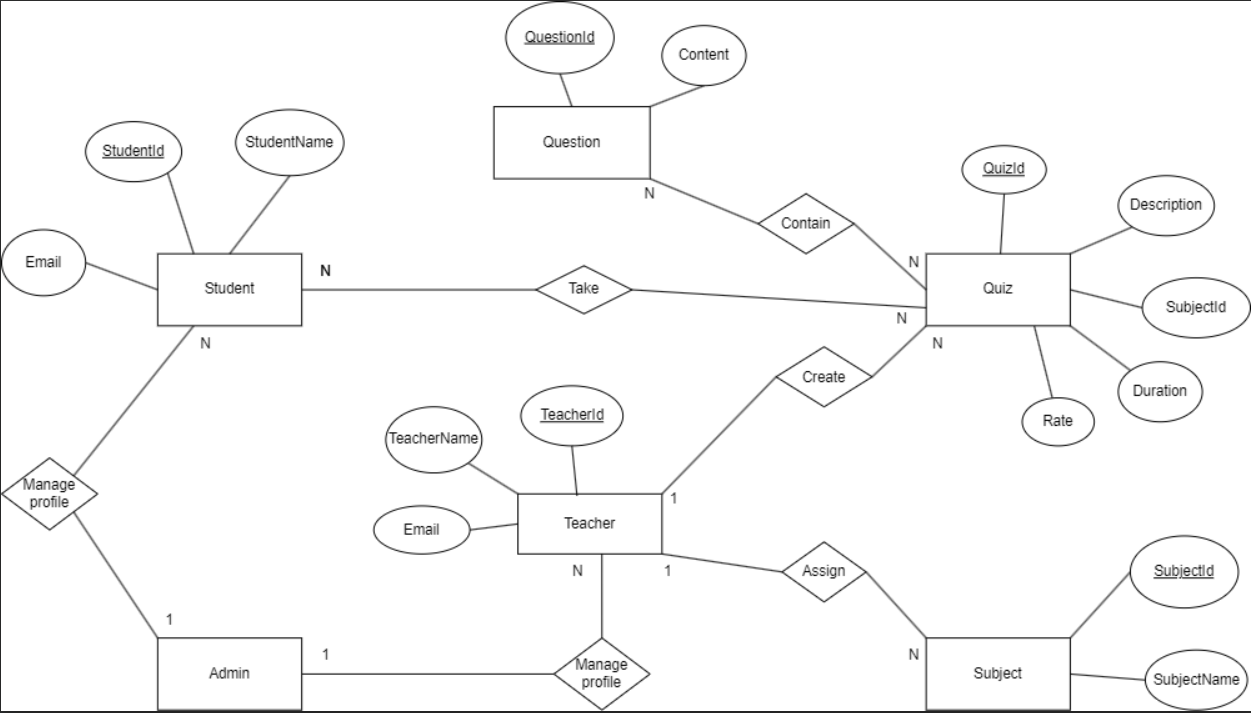 QuestionId
Content
Question
StudentId
StudentName
QuizId
N
Description
Contain
Email
N
N
Student
Take
Quiz
SubjectId
N
N
N
Create
TeacherId
Duration
Rate
TeacherName
Manage
profile
1
Teacher
Email
N
1
Assign
SubjectId
1
1
N
Admin
Manage
profile
Subject
SubjectName